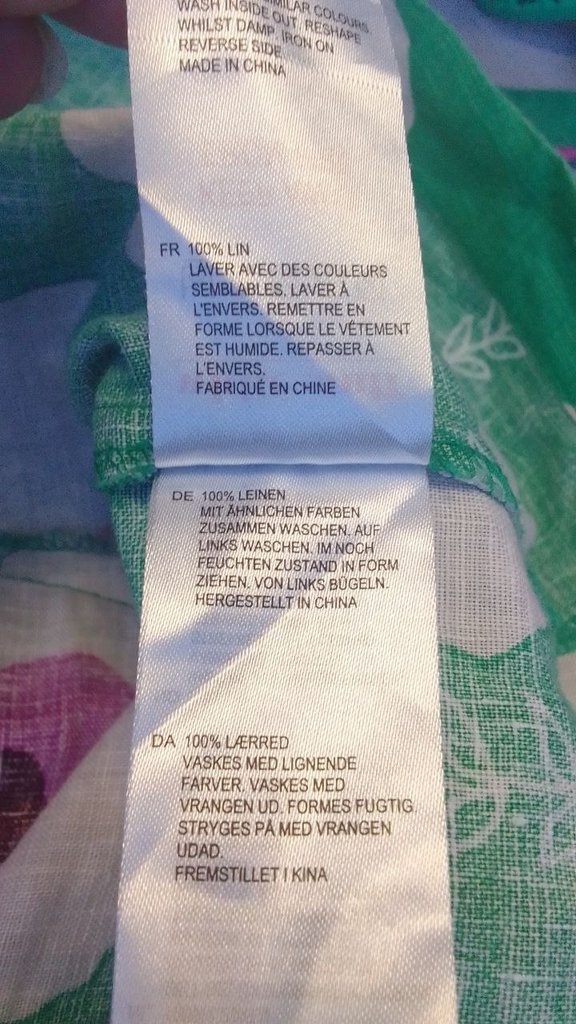 SIMILAR COLOURS
WASH INSIDE OUT. RESHAPE
WHILST DAMP. IRON ON
REVERSE SIDE
MADE IN CHINA
FR 100% LIN
LAVER AVEC DES COULEURS
SEMBLABLES. LAVER À
L'ENVERS. REMETTRE EN
FORME LORSQUE LE VÊTEMENT
EST HUMIDE. REPASSER À
L'ENVERS.
FABRIQUÉ EN CHINE
DE 100% LEINEN
MIT ÄHNLICHEN FARBEN
ZUSAMMEN WASCHEN. AUF
LINKS WASCHEN. IM NOCH
FEUCHTEN ZUSTAND IN FORM
ZIEHEN. VON LINKS BÜGELN.
HERGESTELLT IN CHINA
DA 100% LÆRRED
VASKES MED LIGNENDE
FARVER. VASKES MED
VRANGEN UD. FORMES FUGTIG.
STRYGES PÅ MED VRANGEN
UDAD.
FREMSTILLET I KINA